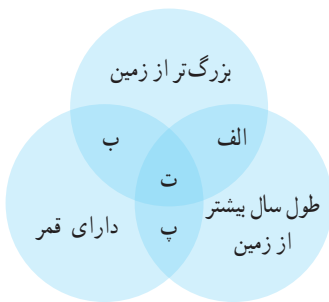 بزرگ‌تر از زمین
الف
ب
ت
طول سال بیشتر
از زمین
پ
دارای قمر